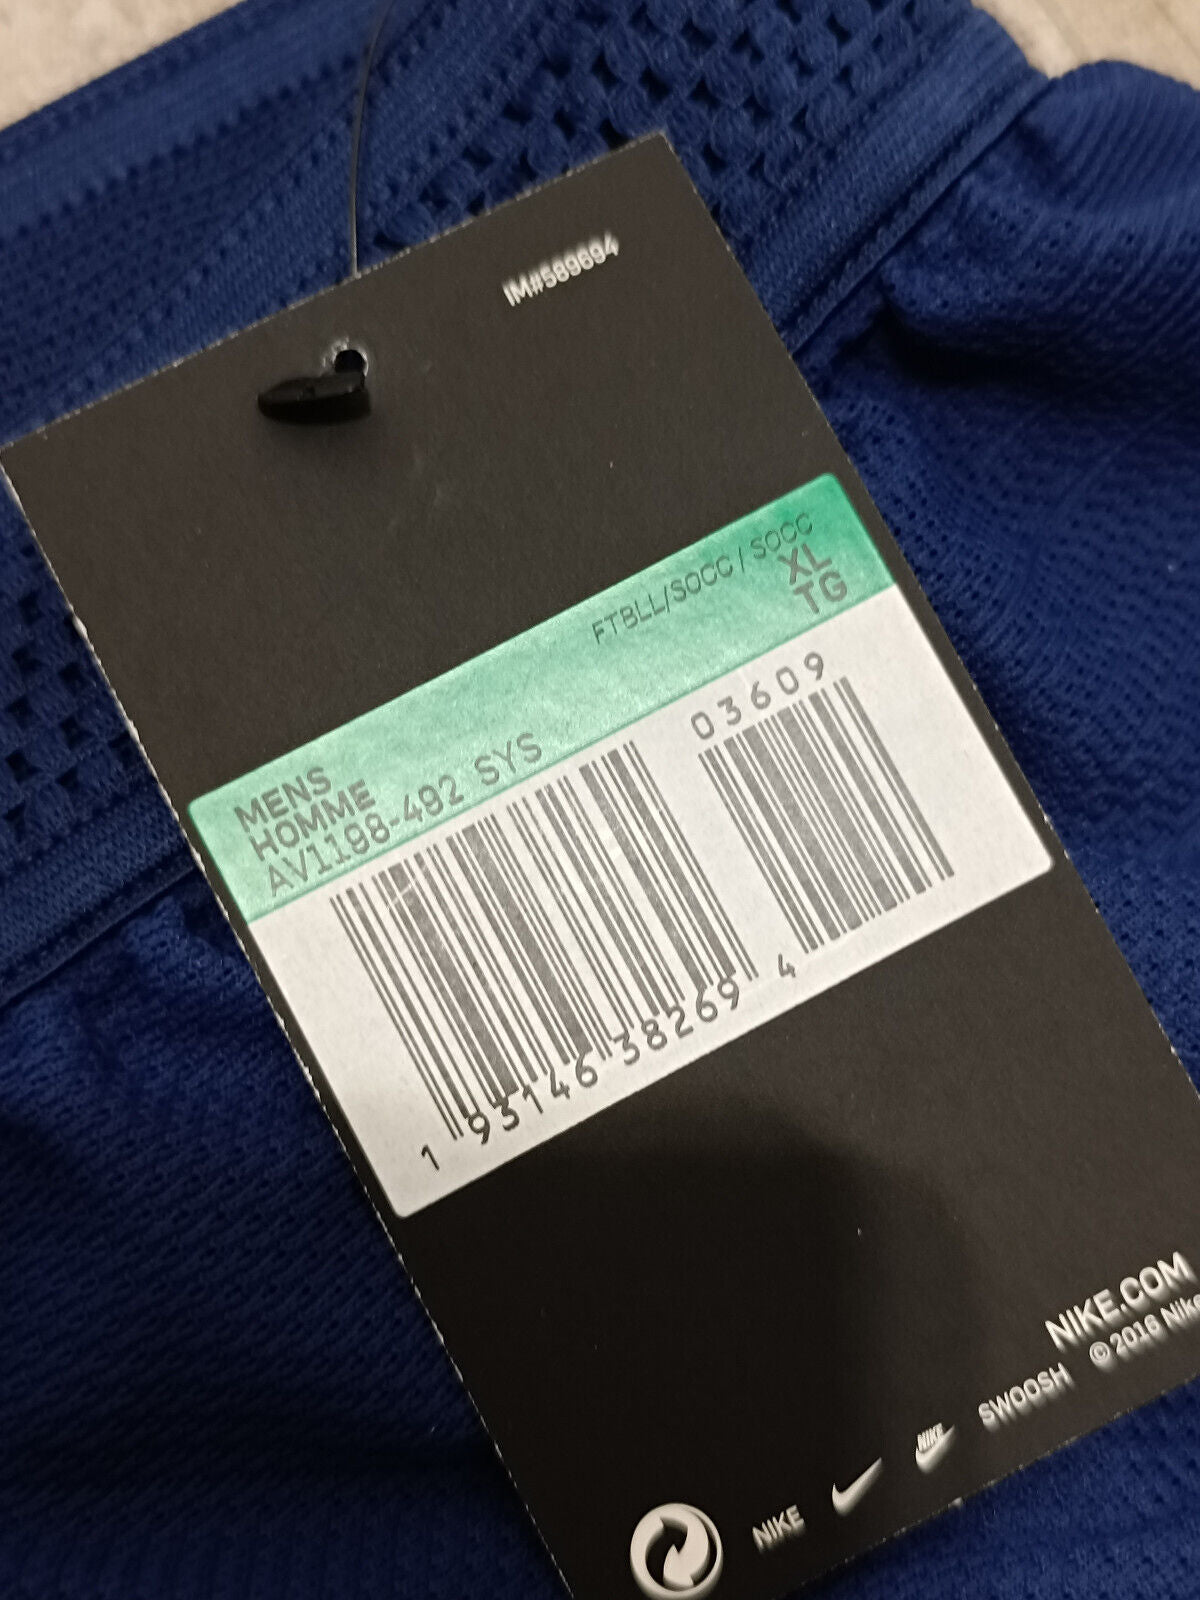 IM#589694
FTBLL/SOCC / SOCC
XL
TG
MENS
HOMME
AV1198-492 SYS
03609
1 93146 38269 4
NIKE.COM
©2016 Nike
NIKE NIKE SWOOSH